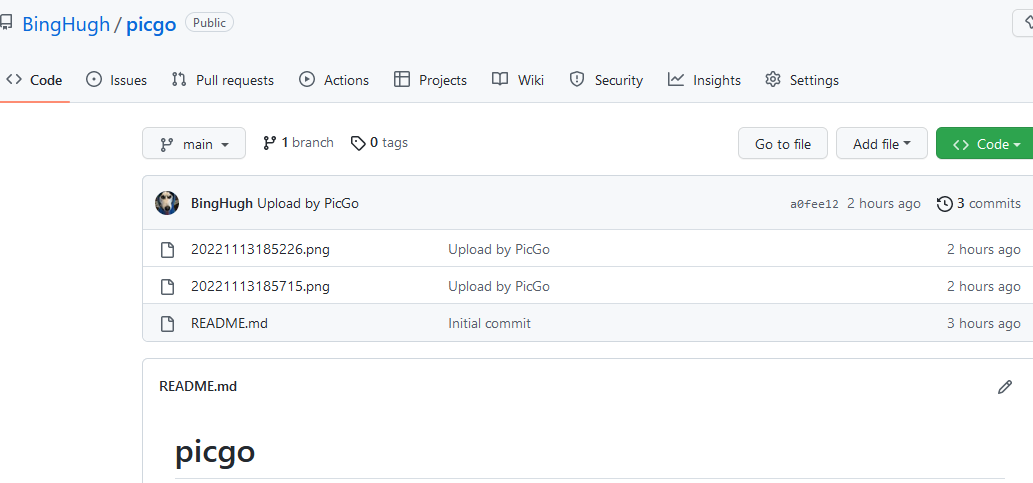 BingHugh / picgo Public
Code Issues Pull requests Actions Projects Wiki Security Insights Settings
main 1 branch 0 tags Go to file Add file Code
BingHugh Upload by PicGo a0fee12 2 hours ago 3 commits
20221113185226.png Upload by PicGo 2 hours ago
20221113185715.png Upload by PicGo 2 hours ago
README.md Initial commit 3 hours ago
README.md
picgo